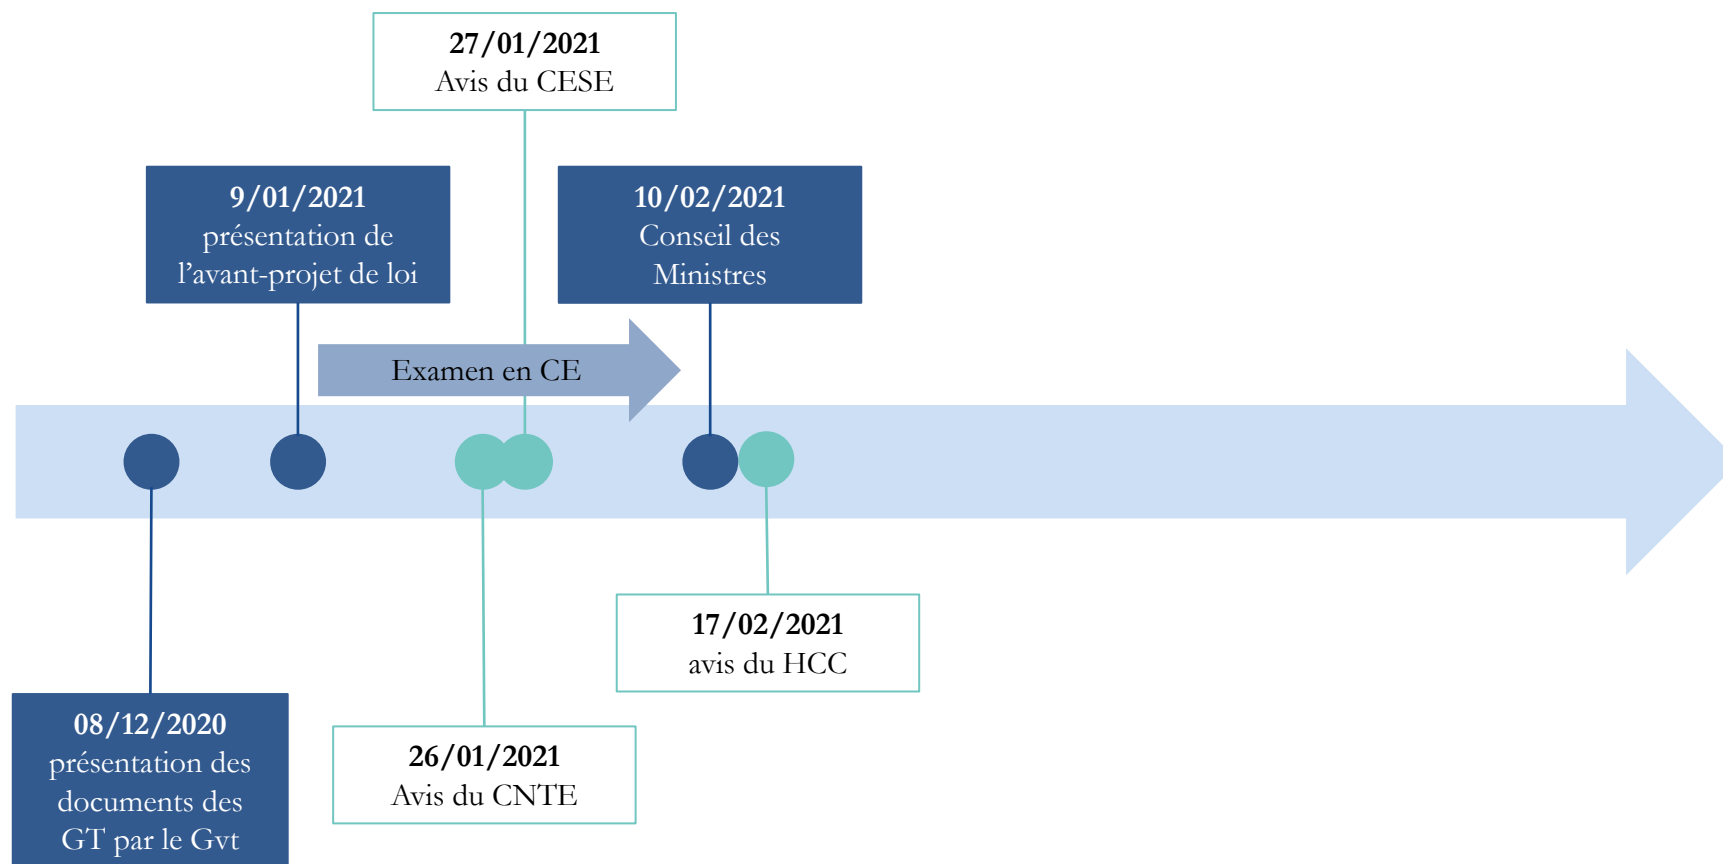 27/01/2021
Avis du CESE
9/01/2021
présentation de
l’avant-projet de loi
10/02/2021
Conseil des
Ministres
Examen en CE
17/02/2021
avis du HCC
08/12/2020
présentation des
documents des
GT par le Gvt
26/01/2021
Avis du CNTE